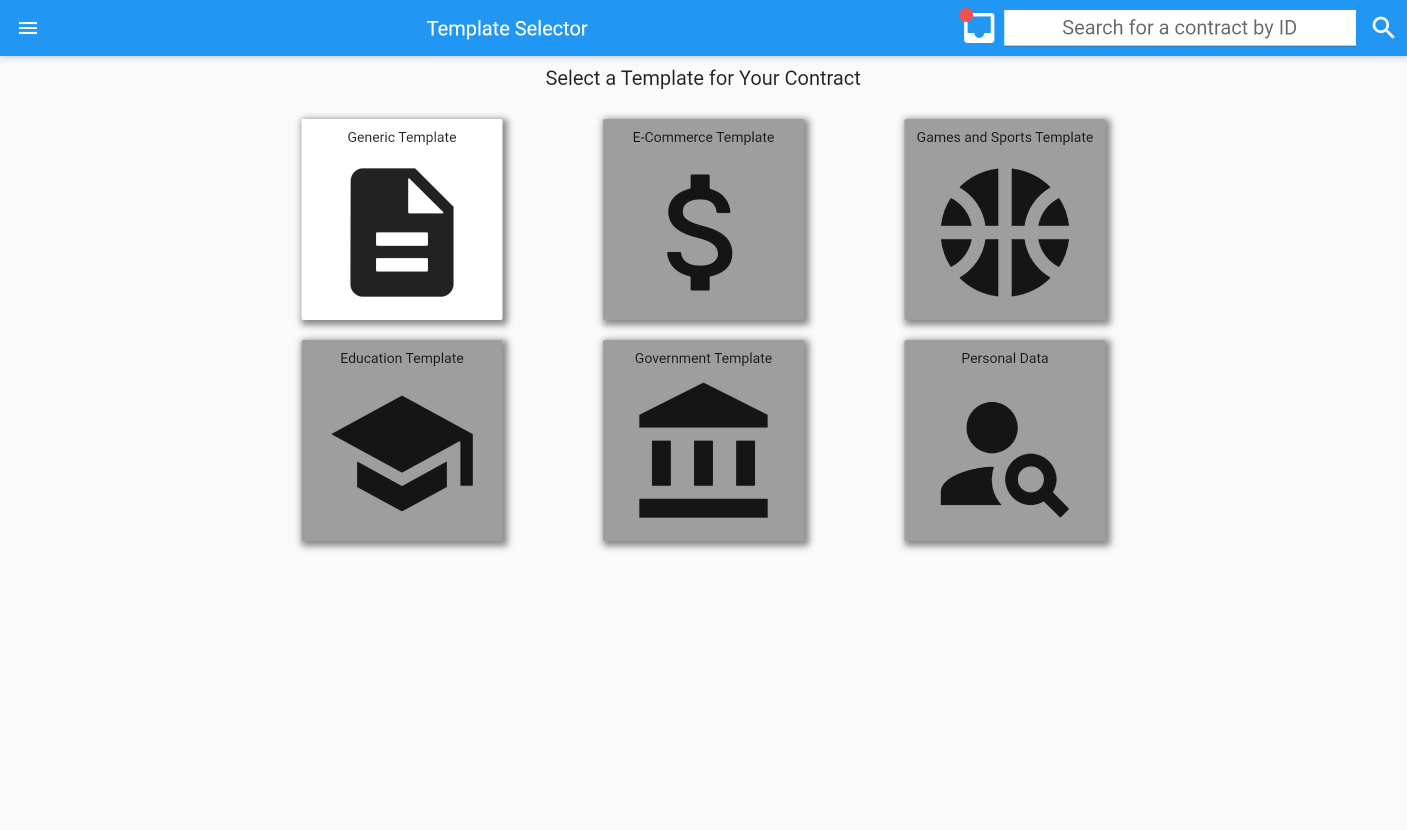 Template Selector
Search for a contract by ID
Select a Template for Your Contract
Generic Template
E-Commerce Template
Games and Sports Template
Education Template
Government Template
Personal Data